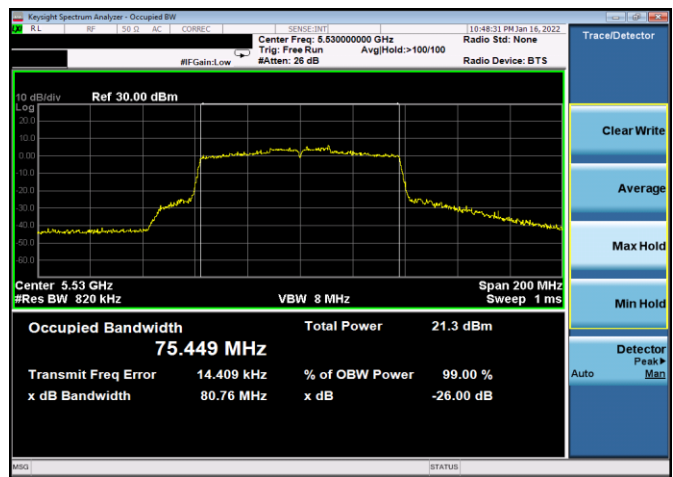 Keysight Spectrum Analyzer - Occupied BW
RL RF 50 Ω AC CORREC SENSE:INT 10:48:31 PM Jan 16, 2022
Center Freq: 5.530000000 GHz Radio Std: None
Trig: Free Run Avg|Hold:>100/100
#IFGain:Low #Atten: 26 dB Radio Device: BTS
10 dB/div Ref 30.00 dBm
Log
20.0
10.0
0.00
-10.0
-20.0
-30.0
-40.0
-50.0
-60.0
Center 5.53 GHz Span 200 MHz
#Res BW 820 kHz VBW 8 MHz Sweep 1 ms
Occupied Bandwidth Total Power 21.3 dBm
75.449 MHz
Transmit Freq Error 14.409 kHz % of OBW Power 99.00 %
x dB Bandwidth 80.76 MHz x dB -26.00 dB
MSG STATUS
Trace/Detector
Clear Write
Average
Max Hold
Min Hold
Detector
Peak▶
Auto Man